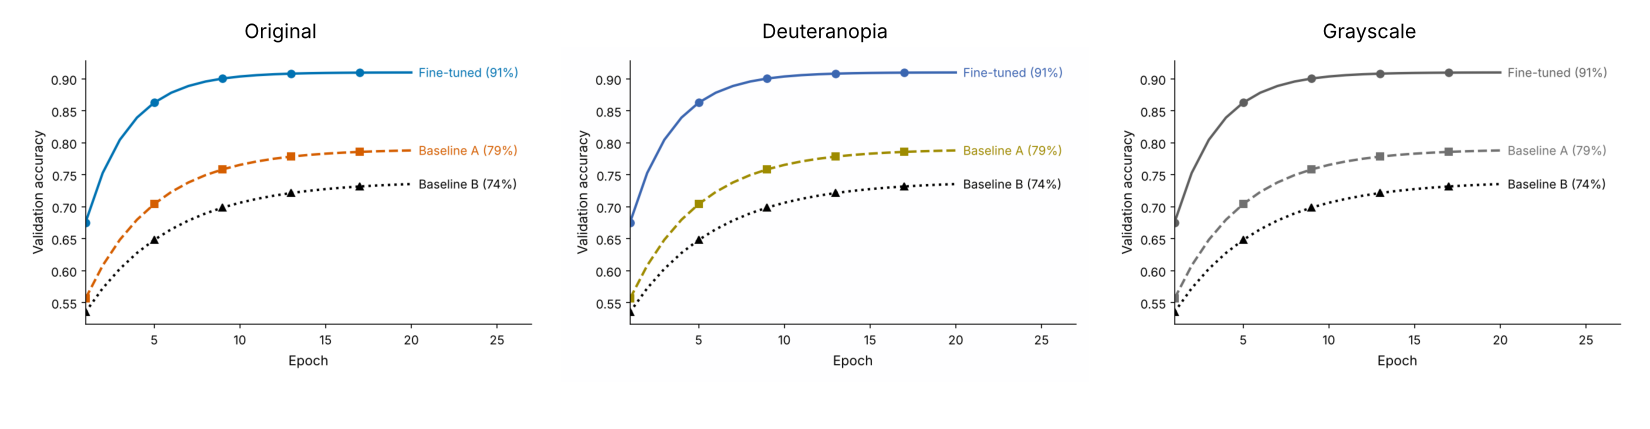 Original
0.90
0.85
0.80
0.75
0.70
0.65
0.60
0.55
Validation accuracy
Fine-tuned (91%)
Baseline A (79%)
Baseline B (74%)
5 10 15 20 25
Epoch
Deuteranopia
0.90
0.85
0.80
0.75
0.70
0.65
0.60
0.55
Validation accuracy
Fine-tuned (91%)
Baseline A (79%)
Baseline B (74%)
5 10 15 20 25
Epoch
Grayscale
0.90
0.85
0.80
0.75
0.70
0.65
0.60
0.55
Validation accuracy
Fine-tuned (91%)
Baseline A (79%)
Baseline B (74%)
5 10 15 20 25
Epoch